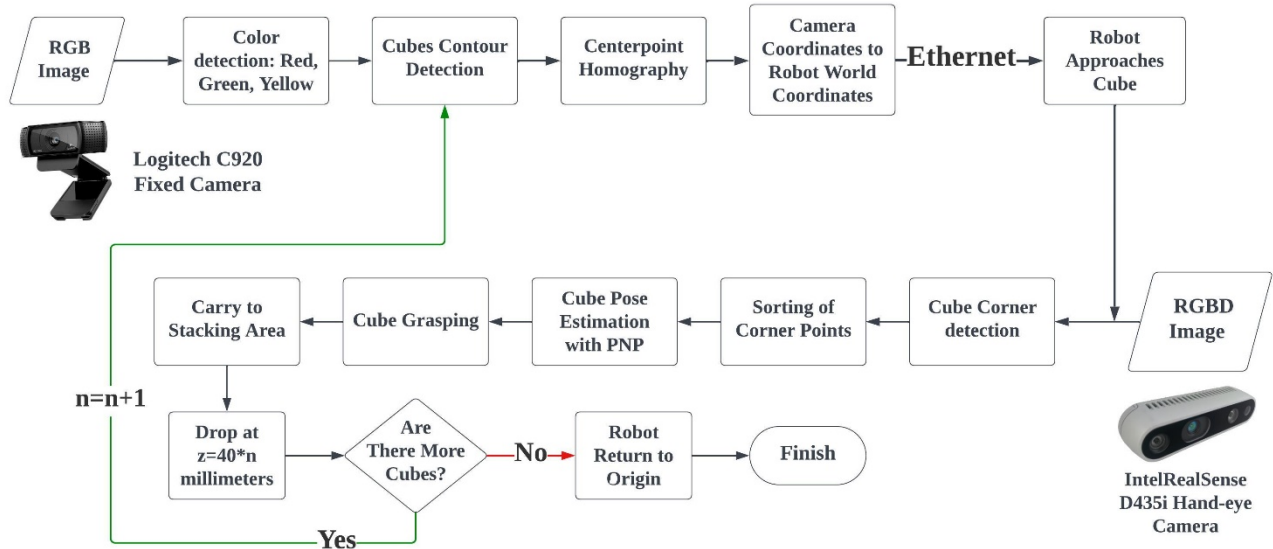 RGB
Image
Color
detection: Red,
Green, Yellow
Cubes Contour
Detection
Centerpoint
Homography
Camera
Coordinates to
Robot World
Coordinates
Ethernet
Robot
Approaches
Cube
Logitech C920
Fixed Camera
Carry to
Stacking Area
Cube Grasping
Cube Pose
Estimation
with PNP
Sorting of
Corner Points
Cube Corner
detection
RGBD
Image
n=n+1
Drop at
z=40*n
millimeters
Are
There More
Cubes?
No
Robot
Return to
Origin
Finish
IntelRealSense
D435i Hand-eye
Camera
Yes